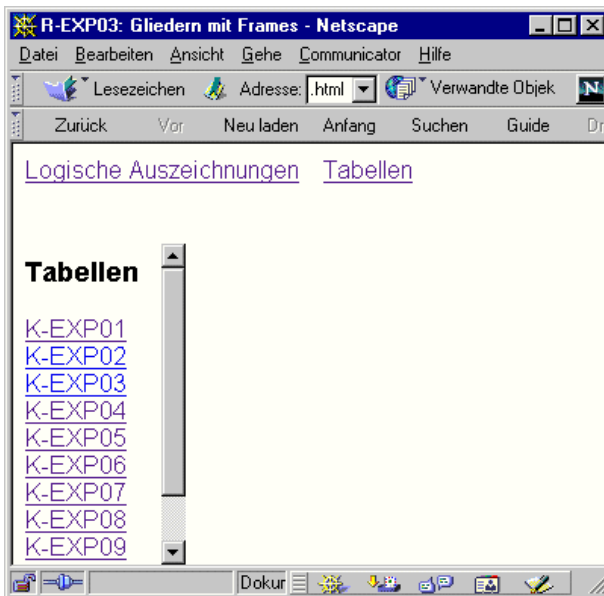 R-EXP03: Gliedern mit Frames - Netscape
Datei Bearbeiten Ansicht Gehe Communicator Hilfe
Lesezeichen Adresse: .html Verwandte Objek N
Zurück Vor Neu laden Anfang Suchen Guide Dr
Logische Auszeichnungen Tabellen
Tabellen
K-EXP01
K-EXP02
K-EXP03
K-EXP04
K-EXP05
K-EXP06
K-EXP07
K-EXP08
K-EXP09
Dokur